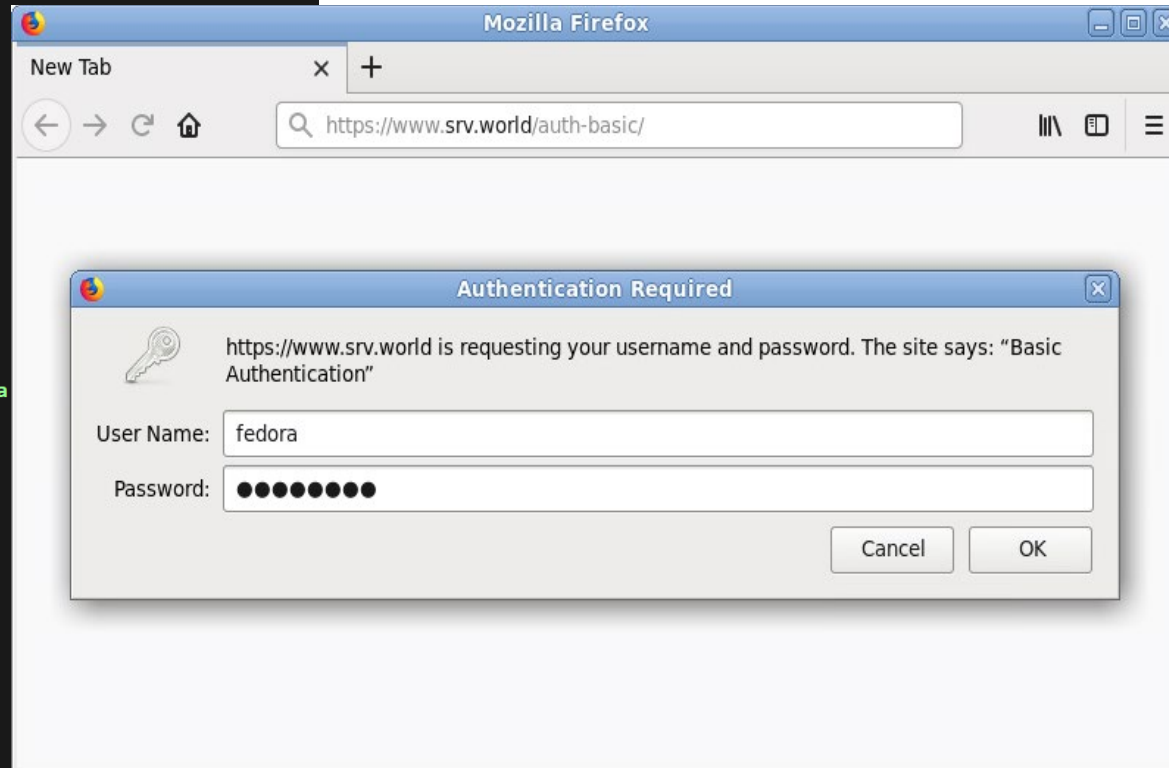 Mozilla Firefox
New Tab
https://www.srv.world/auth-basic/
Authentication Required
https://www.srv.world is requesting your username and password. The site says: “Basic
Authentication”
a
User Name: fedora
Password: ●●●●●●●●
Cancel OK